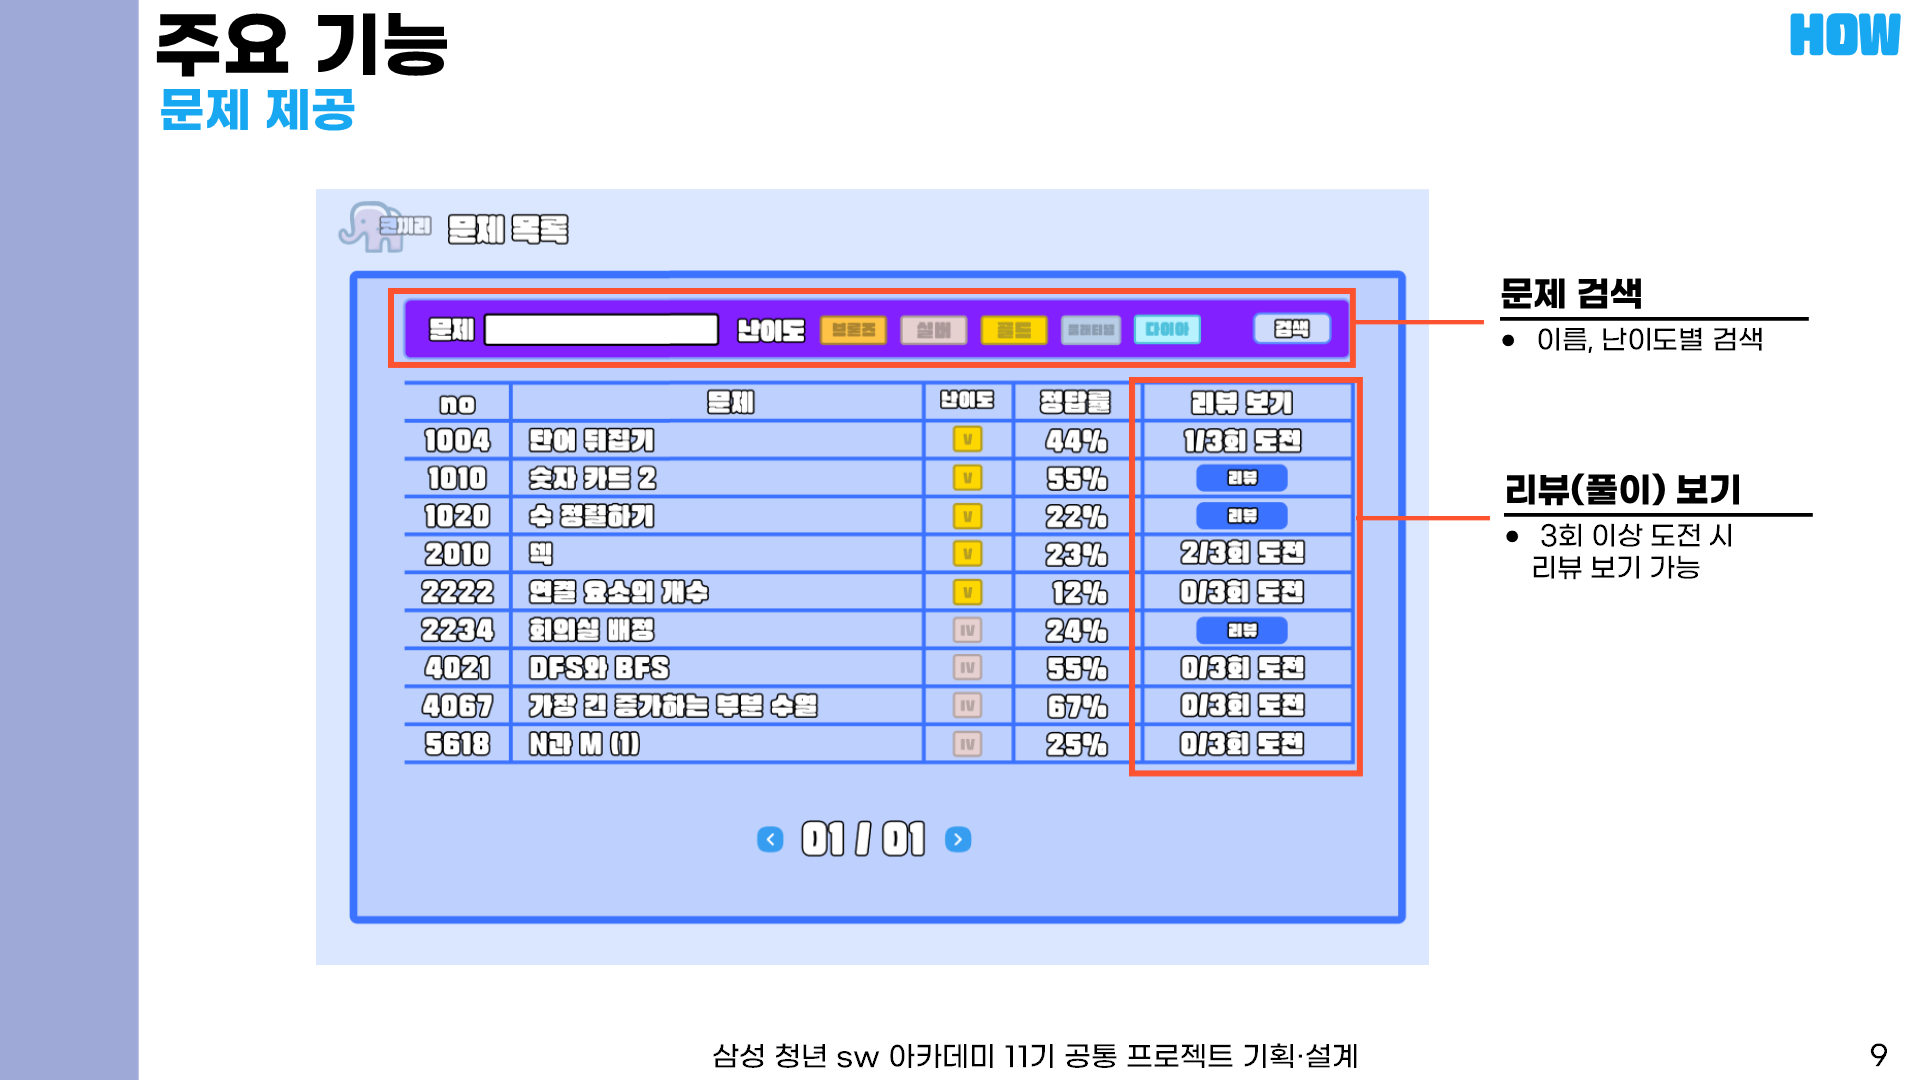 주요 기능
HOW
문제 제공
코끼리 문제 목록
문제 난이도 브론즈 실버 골드 플래티넘 다이아 검색
no 문제 난이도 정답률 리뷰 보기
1004 단어 뒤집기 V 44% 1/3회 도전
1010 숫자 카드 2 V 55% 리뷰
1020 수 정렬하기 V 22% 리뷰
2010 덱 V 23% 2/3회 도전
2222 연결 요소의 개수 V 12% 0/3회 도전
2234 회의실 배정 IV 24% 리뷰
4021 DFS와 BFS IV 55% 0/3회 도전
4067 가장 긴 증가하는 부분 수열 IV 67% 0/3회 도전
5618 N과 M (1) IV 25% 0/3회 도전
01 / 01
문제 검색
● 이름, 난이도별 검색
리뷰(풀이) 보기
● 3회 이상 도전 시
리뷰 보기 가능
삼성 청년 sw 아카데미 11기 공통 프로젝트 기획·설계
9